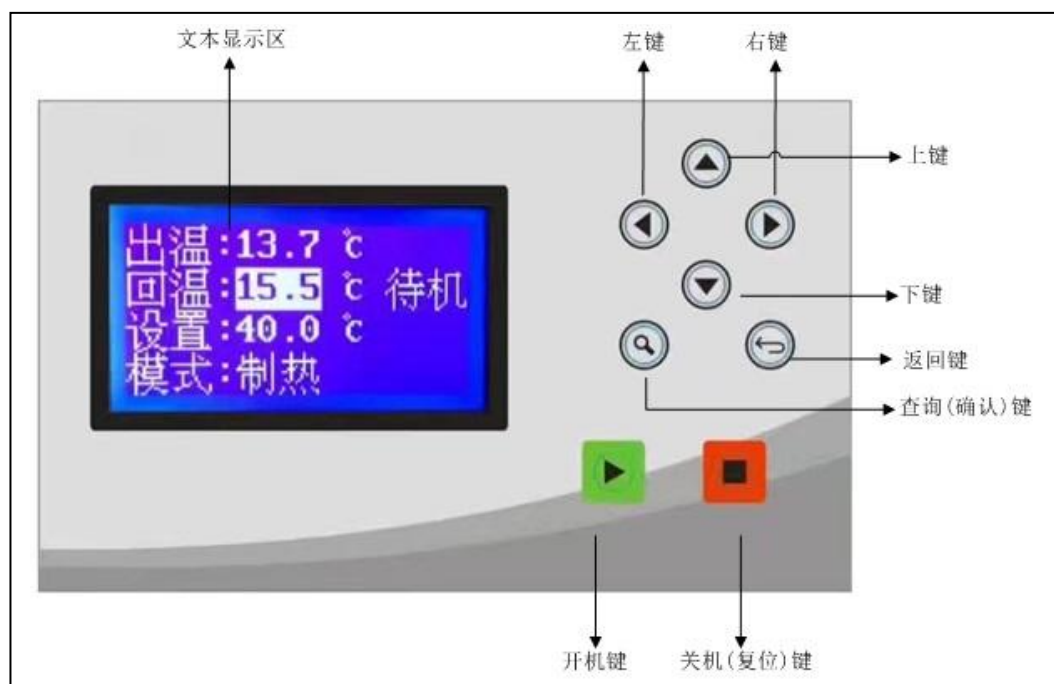 文本显示区
左键
右键
上键
出温:13.7 ℃
回温:15.5 ℃ 待机
设置:40.0 ℃
模式:制热
下键
返回键
查询(确认)键
开机键
关机(复位)键